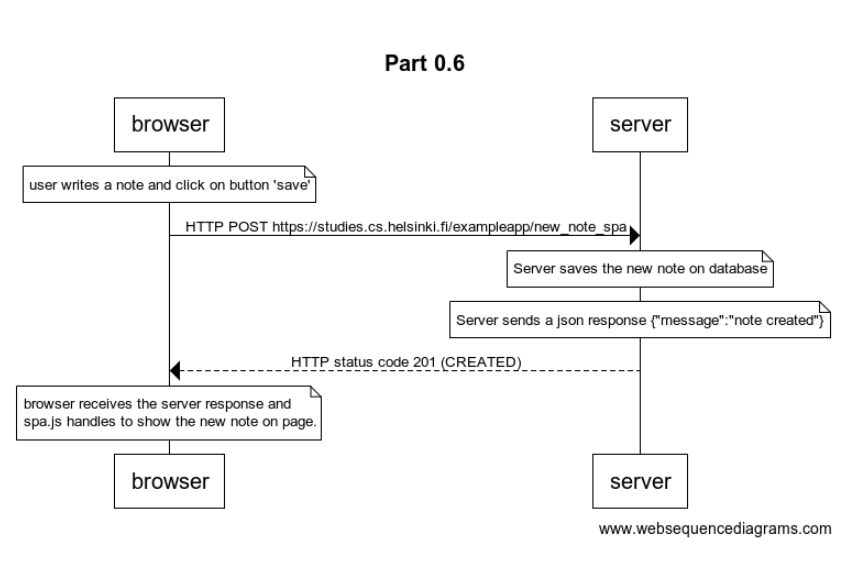 Part 0.6
browser
server
user writes a note and click on button 'save'
HTTP POST https://studies.cs.helsinki.fi/exampleapp/new_note_spa
Server saves the new note on database
Server sends a json response {"message":"note created"}
HTTP status code 201 (CREATED)
browser receives the server response and
spa.js handles to show the new note on page.
browser
server
www.websequencediagrams.com